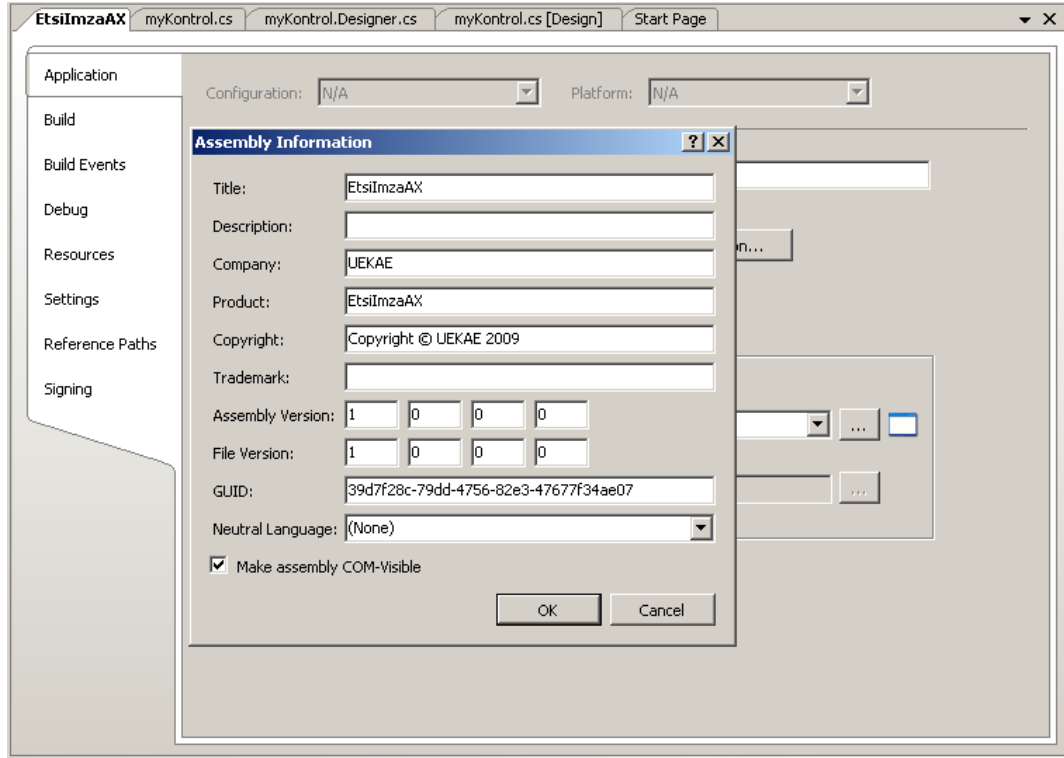 EtsiImzaAX myKontrol.cs myKontrol.Designer.cs myKontrol.cs [Design] Start Page
Application
Build
Build Events
Debug
Resources
Settings
Reference Paths
Signing
Configuration: N/A Platform: N/A
Assembly Information
Title: EtsiImzaAX
Description:
Company: UEKAE
Product: EtsiImzaAX
Copyright: Copyright © UEKAE 2009
Trademark:
Assembly Version: 1 0 0 0
File Version: 1 0 0 0
GUID: 39d7f28c-79dd-4756-82e3-47677f34ae07
Neutral Language: (None)
Make assembly COM-Visible
OK Cancel
n...
...
...